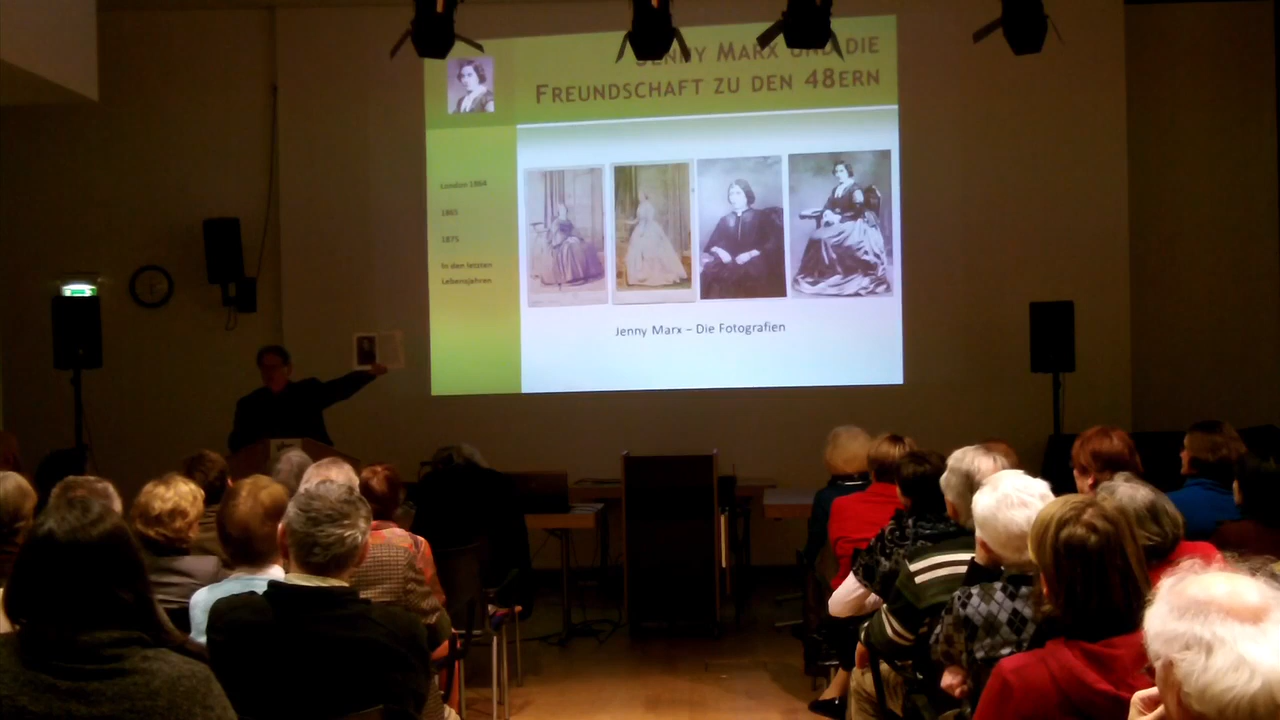 JENNY MARX UND DIE
FREUNDSCHAFT ZU DEN 48ERN
London 1864
1865
1875
In den letzten
Lebensjahren
Jenny Marx – Die Fotografien